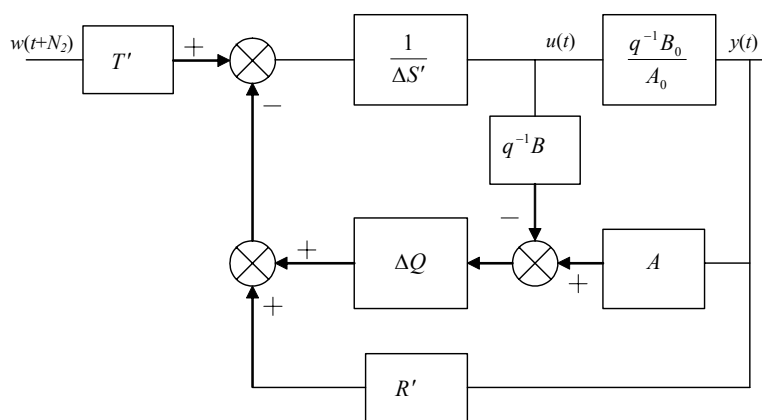 w(t+N₂)
T′
+
−
1
ΔS′
u(t)
q⁻¹B₀
A₀
y(t)
q⁻¹B
−
+
ΔQ
+
A
+
R′